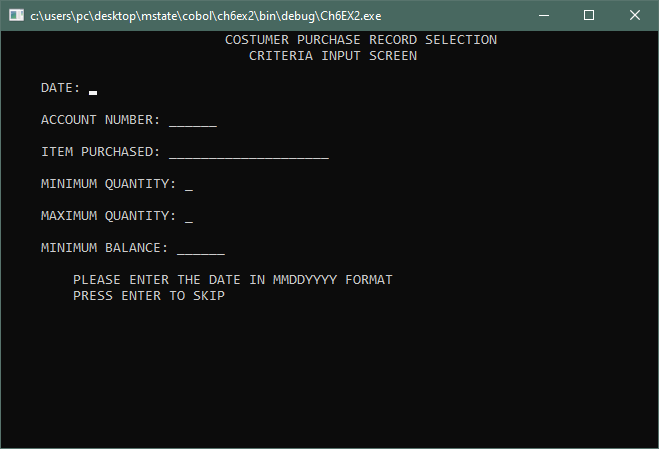 c:\users\pc\desktop\mstate\cobol\ch6ex2\bin\debug\Ch6EX2.exe
COSTUMER PURCHASE RECORD SELECTION
CRITERIA INPUT SCREEN
DATE: _
ACCOUNT NUMBER: ______
ITEM PURCHASED: ____________________
MINIMUM QUANTITY: _
MAXIMUM QUANTITY: _
MINIMUM BALANCE: ______
PLEASE ENTER THE DATE IN MMDDYYYY FORMAT
PRESS ENTER TO SKIP